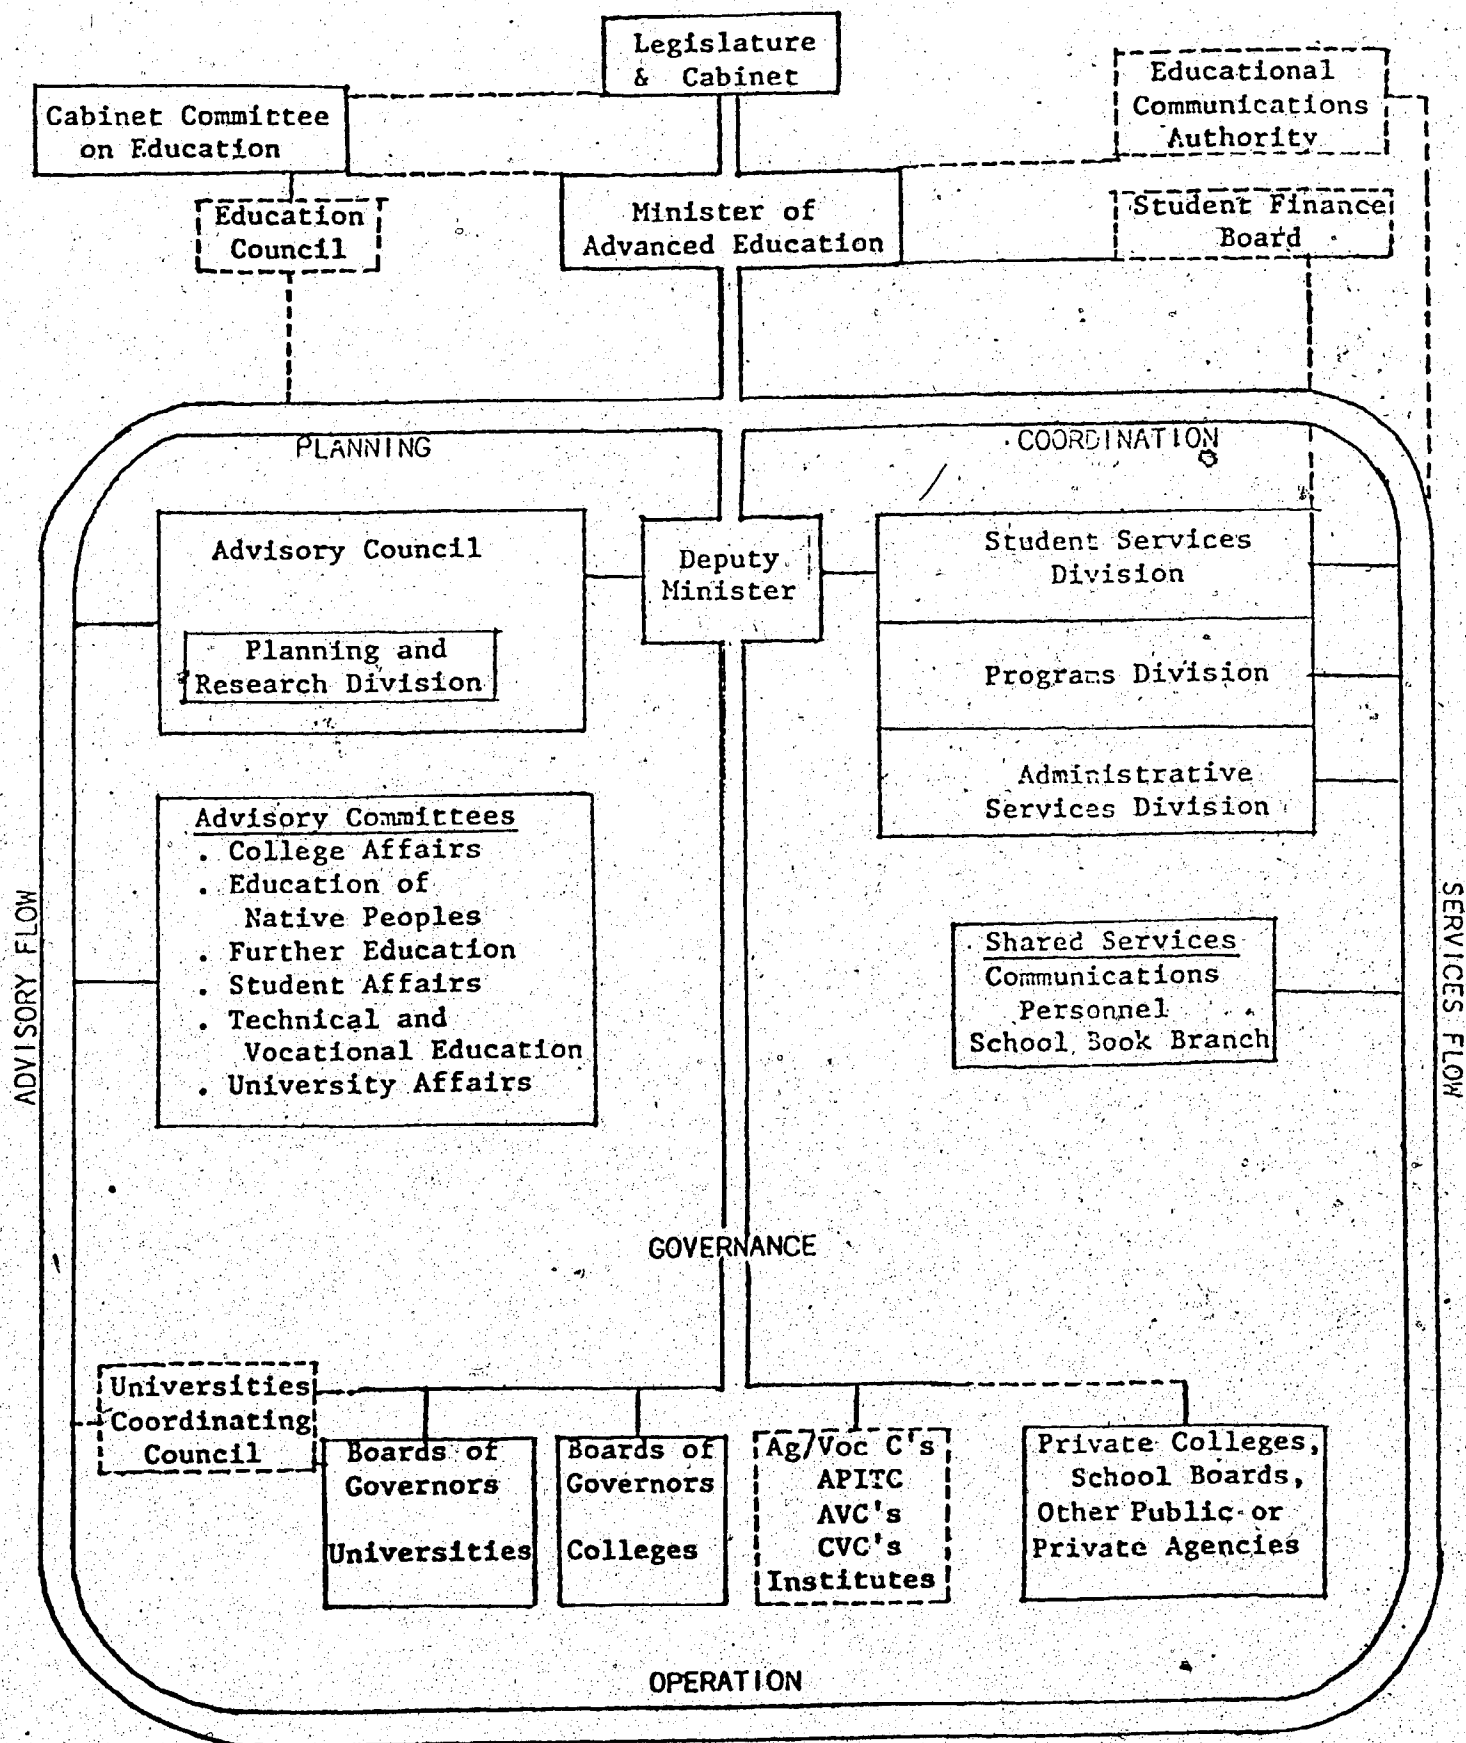 Legislature
& Cabinet
Educational
Communications
Authority
Cabinet Committee
on Education
Education
Council
Minister of
Advanced Education
Student Finance
Board
PLANNING
COORDINATION
Advisory Council
Planning and
Research Division
Deputy
Minister
Student Services
Division
Programs Division
Administrative
Services Division
Advisory Committees
. College Affairs
. Education of
Native Peoples
. Further Education
. Student Affairs
. Technical and
Vocational Education
. University Affairs
Shared Services
Communications
Personnel
School Book Branch
ADVISORY FLOW
SERVICES FLOW
GOVERNANCE
Universities
Coordinating
Council
Boards of
Governors
Universities
Boards of
Governors
Colleges
Ag/Voc C's
APITC
AVC's
CVC's
Institutes
Private Colleges,
School Boards,
Other Public or
Private Agencies
OPERATION